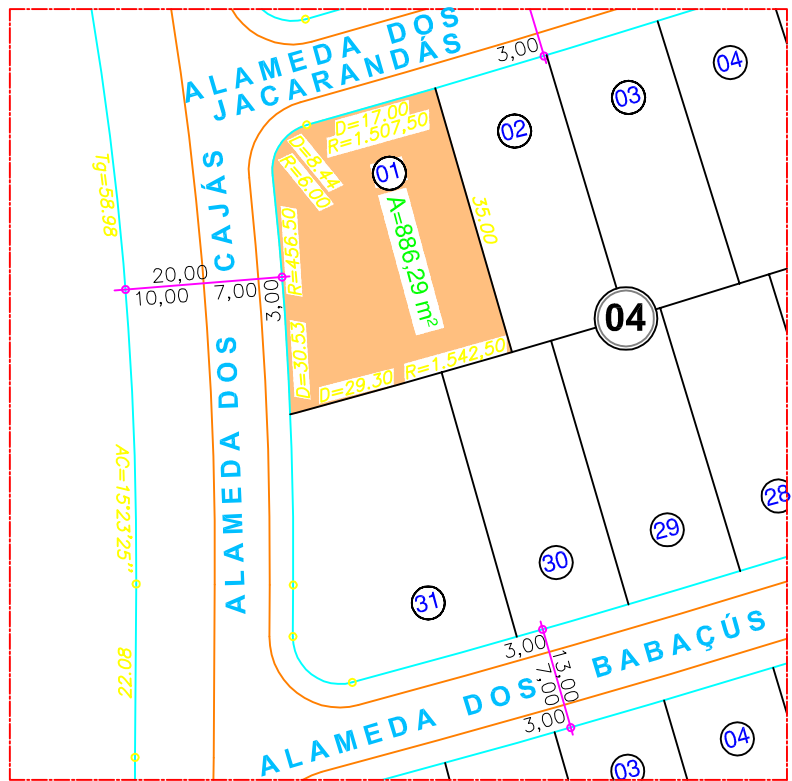 ALAMEDA DOS
JACARANDÁS
3,00
04
03
02
01
D=17.00
R=1.507,50
D=8.44
R=6.00
A=886,29 m²
35.00
Tg=58.98
ALAMEDA DOS CAJÁS
R=456.50
20,00
10,00
7,00
3,00
D=30.53
D=29.30
R=1.542,50
04
AC=15°23'25"
22.08
31
30
29
28
3,00
13,00
7,00
3,00
ALAMEDA DOS BABAÇÚS
03
04